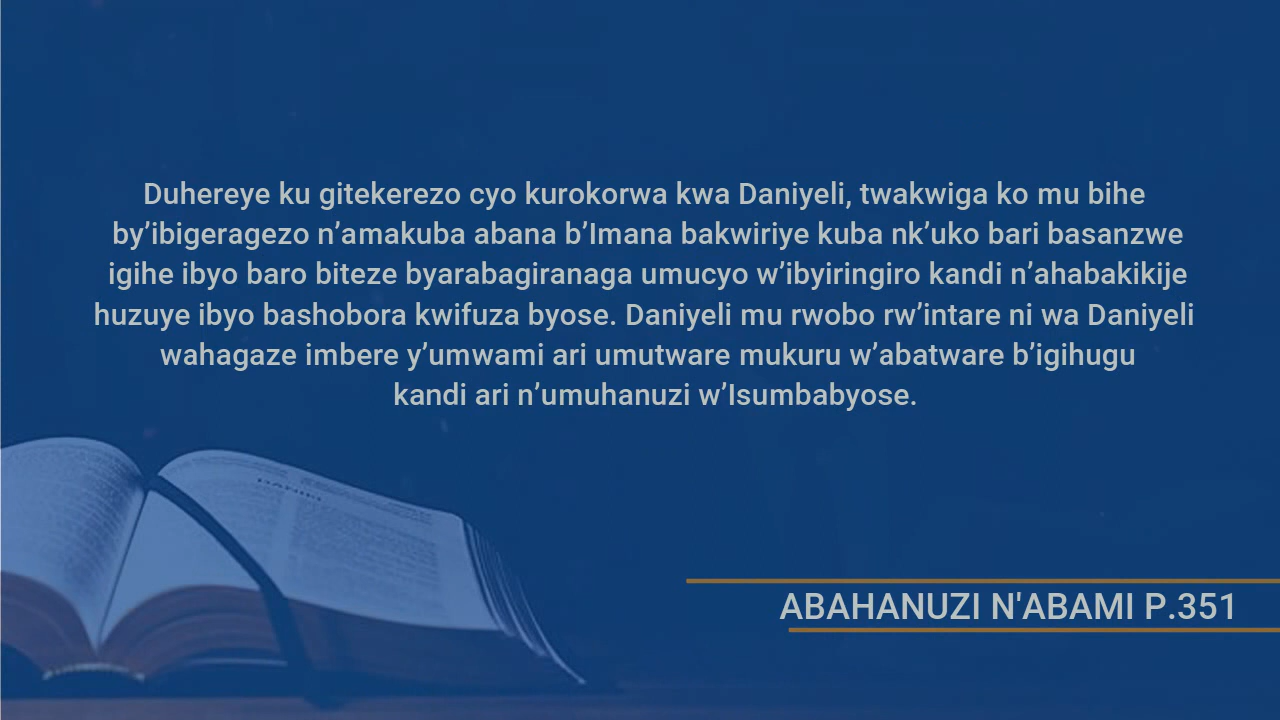 Duhereye ku gitekerezo cyo kurokorwa kwa Daniyeli, twakwiga ko mu bihe
by’ibigeragezo n’amakuba abana b’Imana bakwiriye kuba nk’uko bari basanzwe
igihe ibyo baro biteze byarabagiranaga umucyo w’ibyiringiro kandi n’ahabakikije
huzuye ibyo bashobora kwifuza byose. Daniyeli mu rwobo rw’intare ni wa Daniyeli
wahagaze imbere y’umwami ari umutware mukuru w’abatware b’igihugu
kandi ari n’umuhanuzi w’Isumbabyose.
DANIEL
ABAHANUZI N'ABAMI P.351